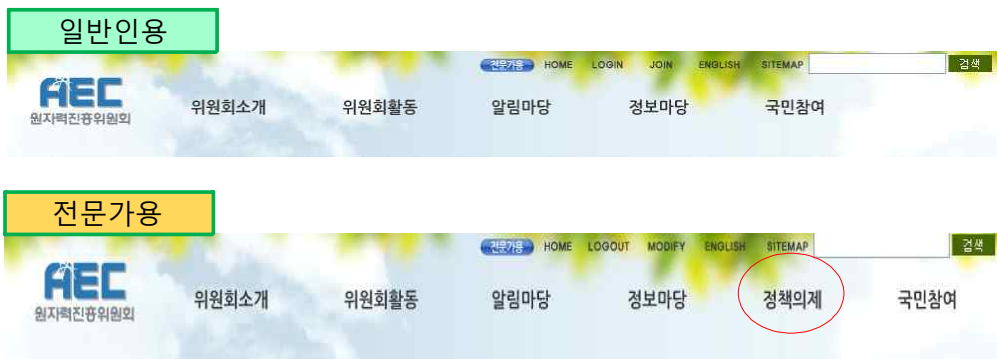 일반인용
전문가용 HOME LOGIN JOIN ENGLISH SITEMAP 검색
AEC
원자력진흥위원회
위원회소개 위원회활동 알림마당 정보마당 국민참여
전문가용
전문가용 HOME LOGOUT MODIFY ENGLISH SITEMAP 검색
AEC
원자력진흥위원회
위원회소개 위원회활동 알림마당 정보마당 정책의제 국민참여